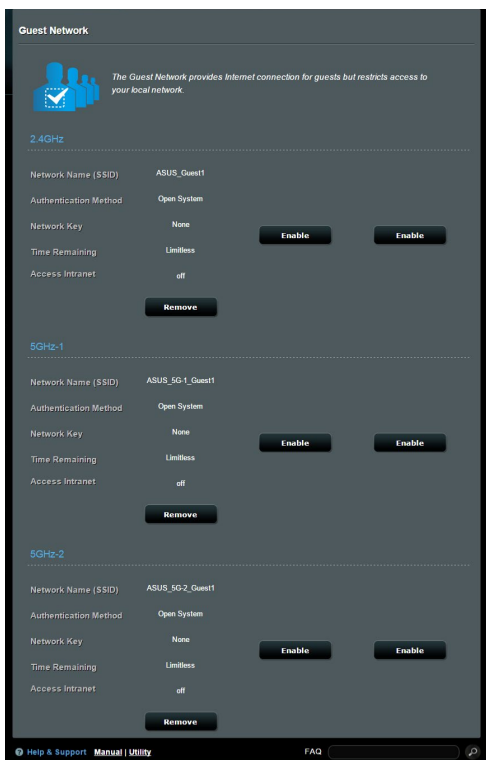 Guest Network
The Guest Network provides Internet connection for guests but restricts access to
your local network.
2.4GHz
Network Name (SSID) ASUS_Guest1
Authentication Method Open System
Network Key None
Enable Enable
Time Remaining Limitless
Access Intranet off
Remove
5GHz-1
Network Name (SSID) ASUS_5G-1_Guest1
Authentication Method Open System
Network Key None
Enable Enable
Time Remaining Limitless
Access Intranet off
Remove
5GHz-2
Network Name (SSID) ASUS_5G-2_Guest1
Authentication Method Open System
Network Key None
Enable Enable
Time Remaining Limitless
Access Intranet off
Remove
? Help & Support Manual | Utility FAQ